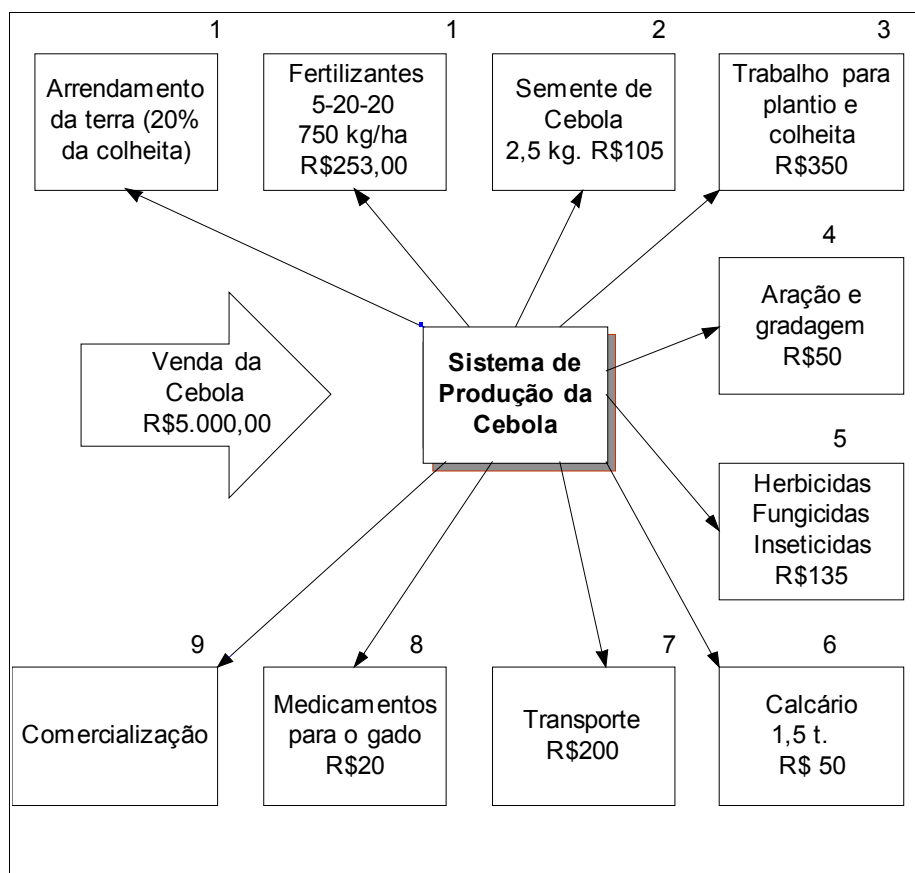 1
Arrendamento
da terra (20%
da colheita)
1
Fertilizantes
5-20-20
750 kg/ha
R$253,00
2
Semente de
Cebola
2,5 kg. R$105
3
Trabalho para
plantio e
colheita
R$350
4
Aração e
gradagem
R$50
Venda da
Cebola
R$5.000,00
Sistema de
Produção da
Cebola
5
Herbicidas
Fungicidas
Inseticidas
R$135
9
Comercialização
8
Medicamentos
para o gado
R$20
7
Transporte
R$200
6
Calcário
1,5 t.
R$ 50